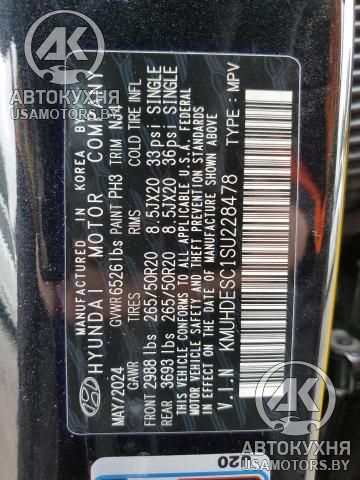 АВТОКУХНЯ
USAMOTORS.BY
MANUFACTURED IN KOREA BY
HYUNDAI MOTOR COMPANY
MAY/2024 GVWR 6526 lbs PAINT PH3 TRIM NN4
GAWR TIRES RIMS COLD TIRE INFL.
FRONT 2988 lbs 265/50R20 8.5JX20 33psi SINGLE
REAR 3698 lbs 265/50R20 8.5JX20 36psi SINGLE
THIS VEHICLE CONFORMS TO ALL APPLICABLE U.S.A. FEDERAL
MOTOR VEHICLE SAFETY AND THEFT PREVENTION STANDARDS
IN EFFECT ON THE DATE OF MANUFACTURE SHOWN ABOVE.
V.I.N KMUHDESC1SU228478 TYPE : MPV
АВТОКУХНЯ
USAMOTORS.BY